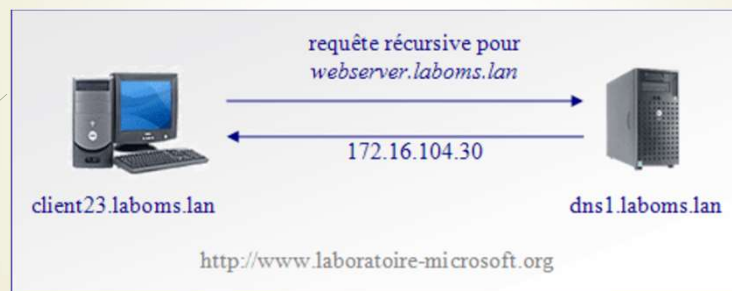 requête récursive pour
webserver.laboms.lan
172.16.104.30
client23.laboms.lan
dns1.laboms.lan
http://www.laboratoire-microsoft.org